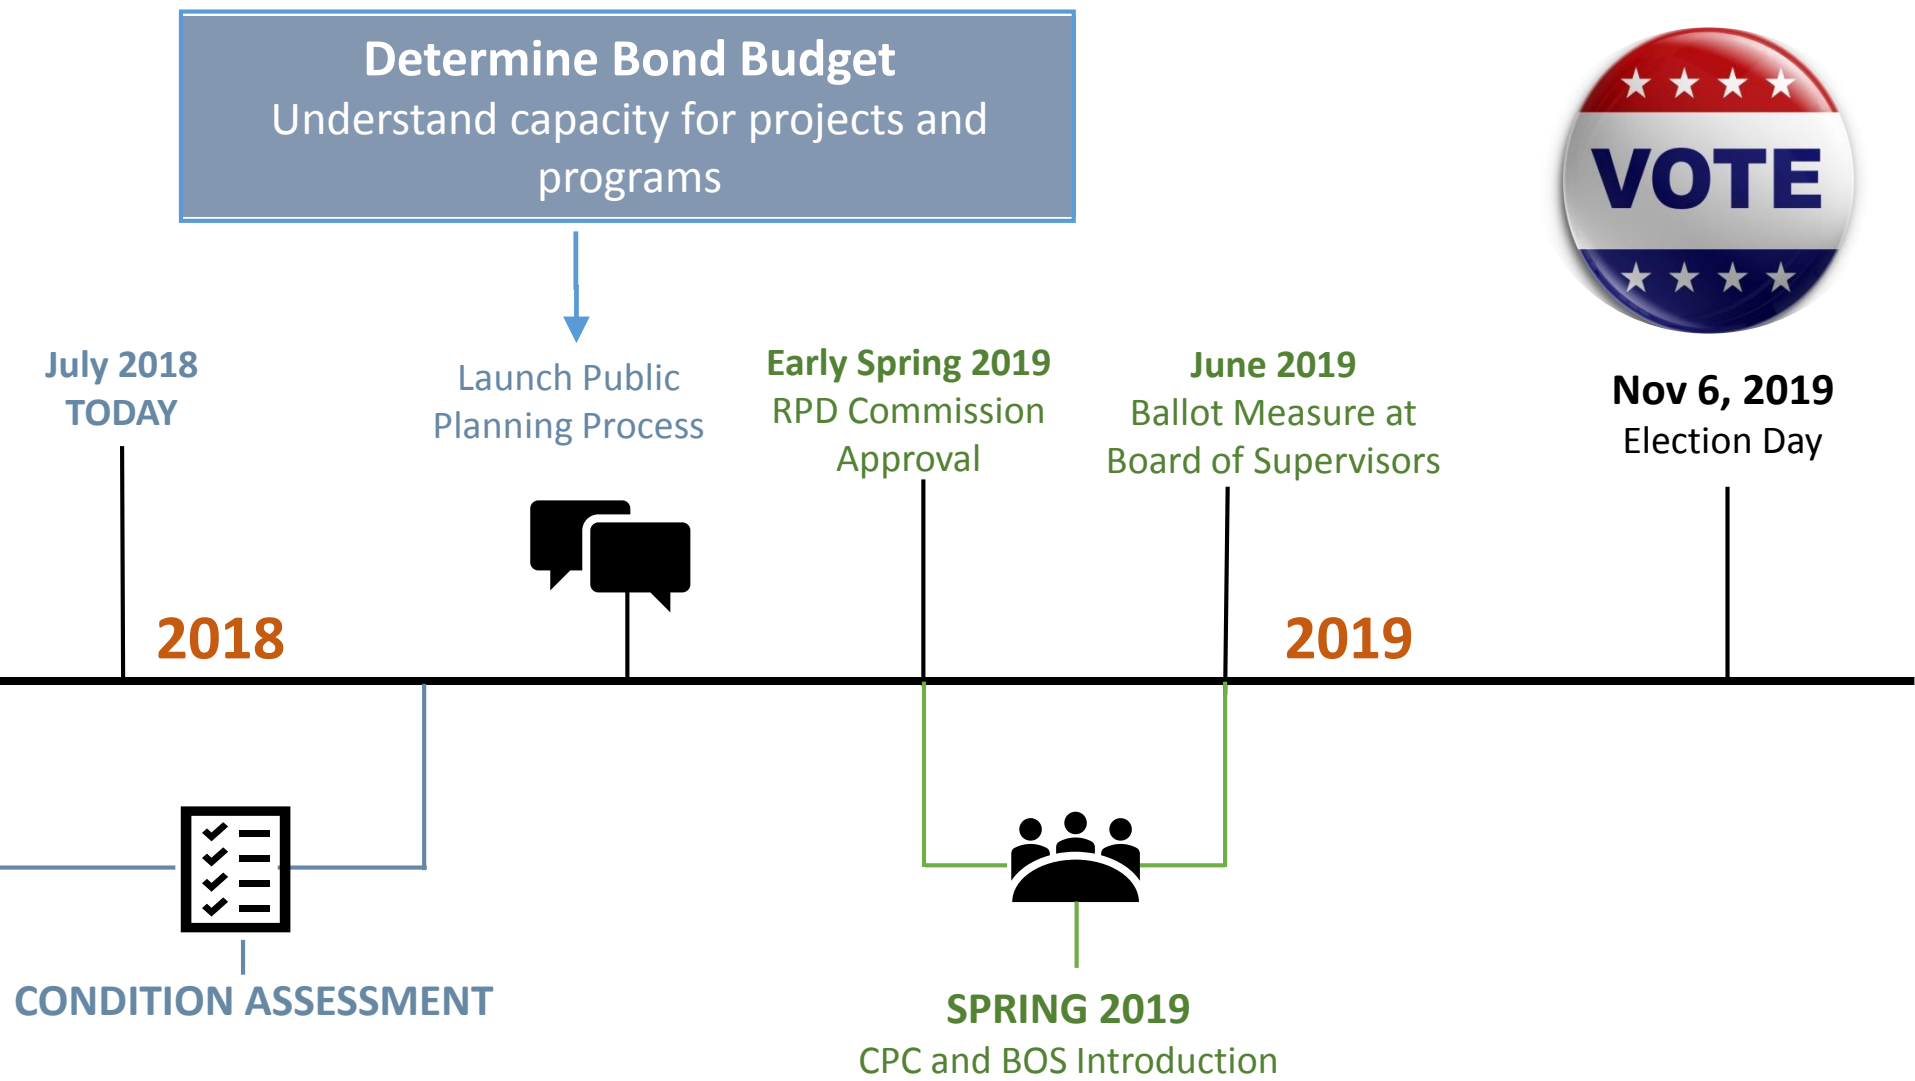 Determine Bond Budget
Understand capacity for projects and
programs
VOTE
July 2018
TODAY
Launch Public
Planning Process
Early Spring 2019
RPD Commission
Approval
June 2019
Ballot Measure at
Board of Supervisors
Nov 6, 2019
Election Day
2018
2019
CONDITION ASSESSMENT
SPRING 2019
CPC and BOS Introduction